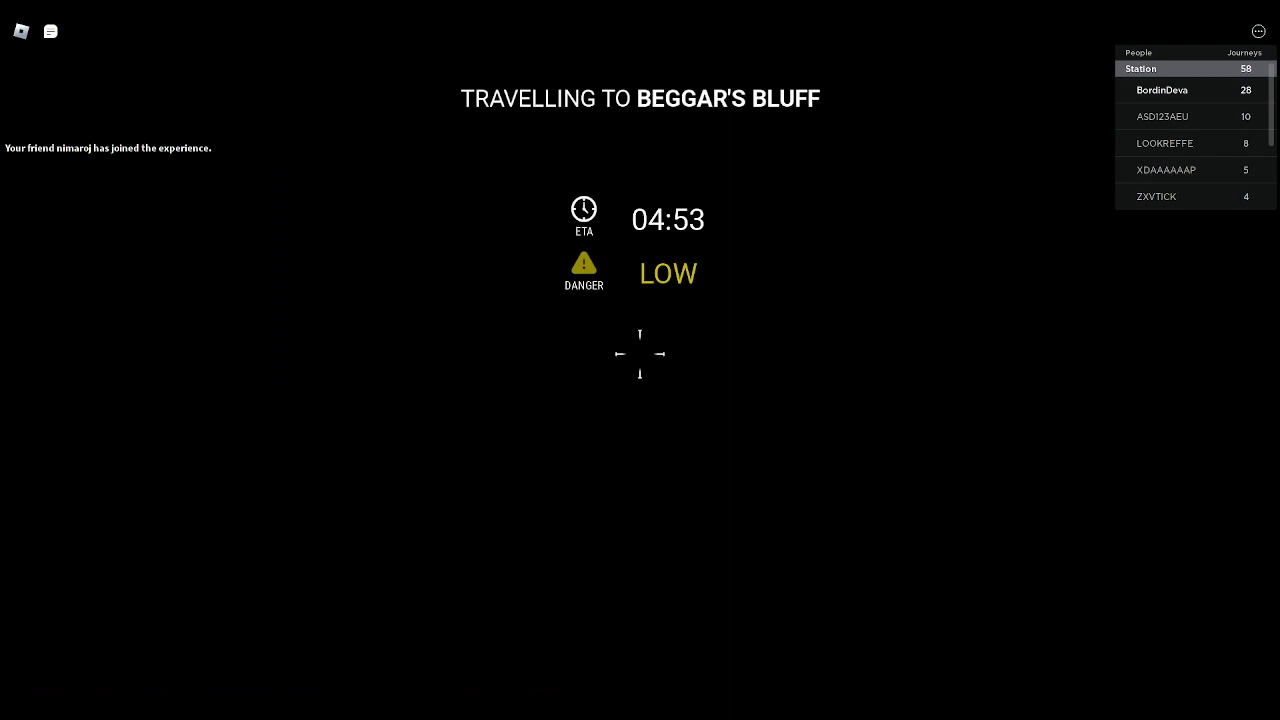 People Journeys
Station 58
BordinDeva 28
TRAVELLING TO BEGGAR'S BLUFF
ASD123AEU 10
LOOKREFFE 8
Your friend nimaroj has joined the experience.
XDAAAAAAP 5
ZXVTICK 4
04:53
ETA
LOW
DANGER